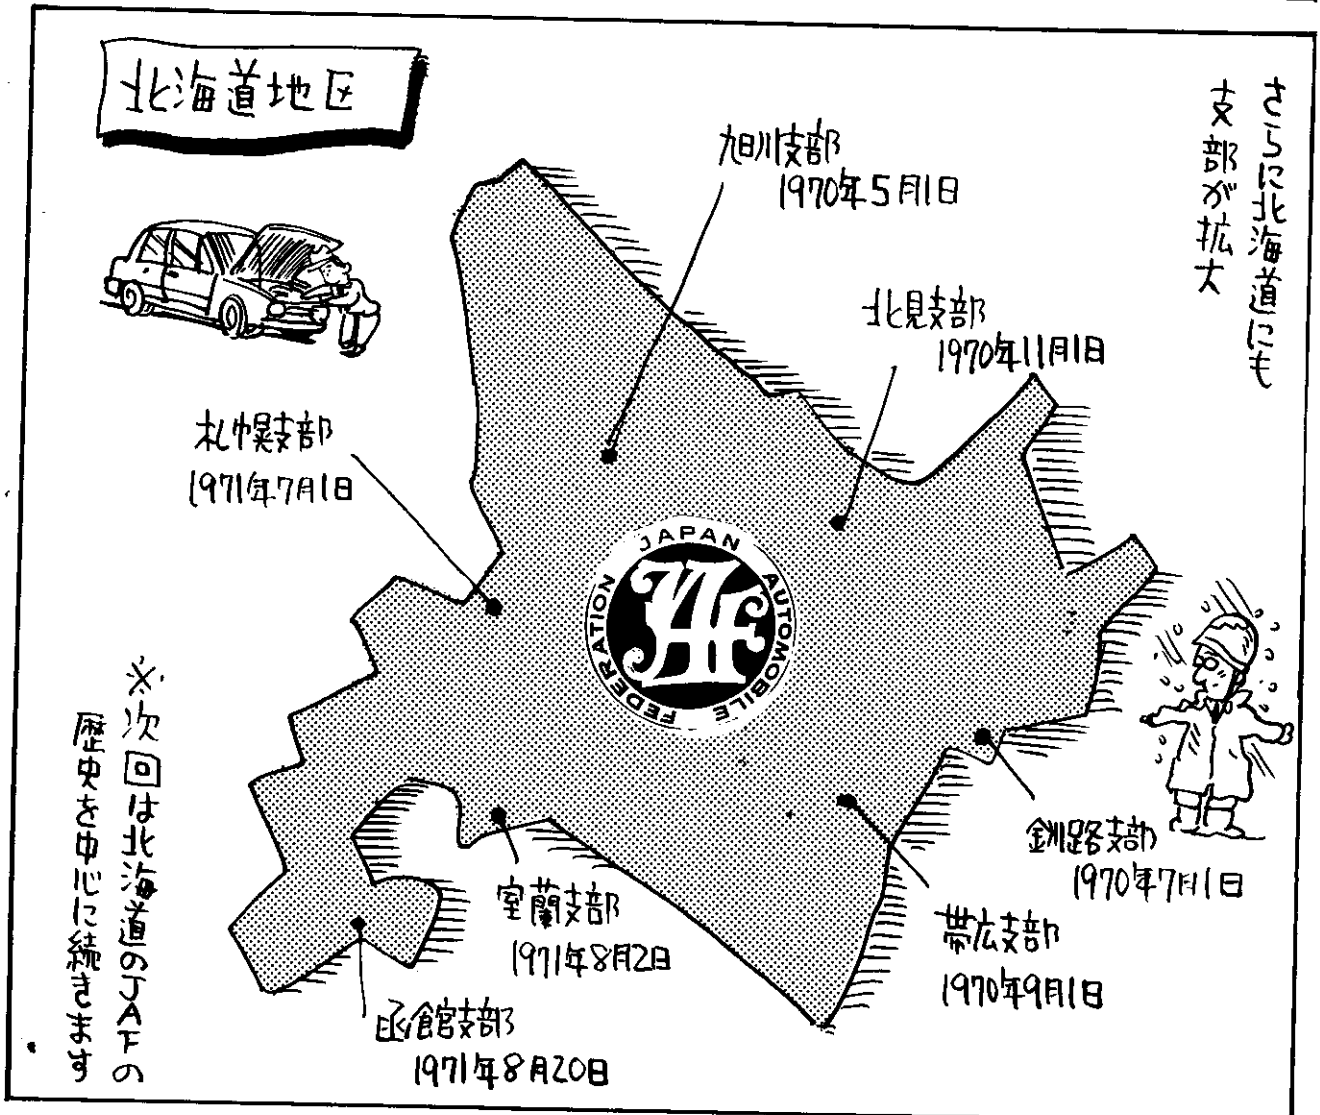 北海道地区
さらに北海道にも
支部が拡大
旭川支部
1970年5月1日
北見支部
1970年11月1日
札幌支部
1971年7月1日
JAPAN AUTOMOBILE FEDERATION
JAF
釧路支部
1970年7月1日
帯広支部
1970年9月1日
室蘭支部
1971年8月2日
函館支部
1971年8月20日
※次回は北海道のJAFの
歴史を中心に続きます